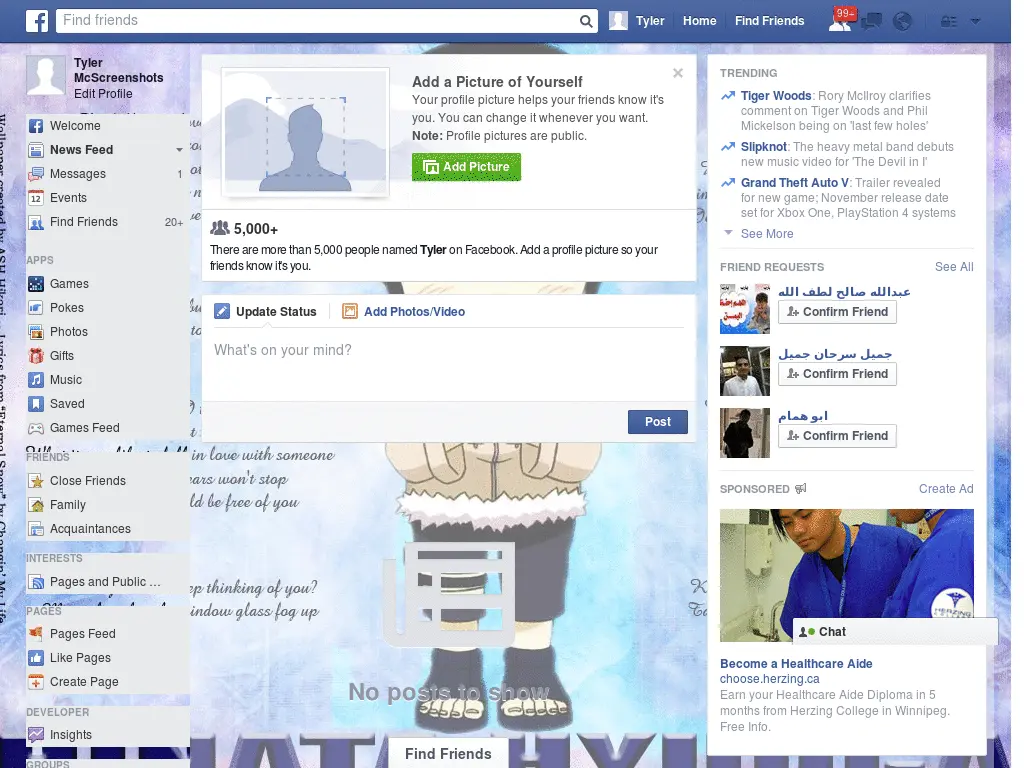 Find friends
Tyler
Home
Find Friends
99+
Tyler
McScreenshots
Edit Profile
Welcome
News Feed
Messages
1
Events
Find Friends
20+
APPS
Games
Pokes
Photos
Gifts
Music
Saved
Games Feed
FRIENDS
Close Friends
Family
Acquaintances
INTERESTS
Pages and Public ...
PAGES
Pages Feed
Like Pages
Create Page
DEVELOPER
Insights
GROUPS
Add a Picture of Yourself
Your profile picture helps your friends know it's
you. You can change it whenever you want.
Note: Profile pictures are public.
Add Picture
5,000+
There are more than 5,000 people named Tyler on Facebook. Add a profile picture so your
friends know it's you.
Update Status
Add Photos/Video
What's on your mind?
Post
in love with someone
ears won't stop
ld be free of you
ep thinking of you?
indow glass fog up
No posts to show
Find Friends
TRENDING
Tiger Woods: Rory McIlroy clarifies
comment on Tiger Woods and Phil
Mickelson being on 'last few holes'
Slipknot: The heavy metal band debuts
new music video for 'The Devil in I'
Grand Theft Auto V: Trailer revealed
for new game; November release date
set for Xbox One, PlayStation 4 systems
See More
FRIEND REQUESTS
See All
عبدالله صالح لطف الله
Confirm Friend
جميل سرحان جميل
Confirm Friend
ابو همام
Confirm Friend
SPONSORED
Create Ad
HERZING
Chat
Become a Healthcare Aide
choose.herzing.ca
Earn your Healthcare Aide Diploma in 5
months from Herzing College in Winnipeg.
Free Info.